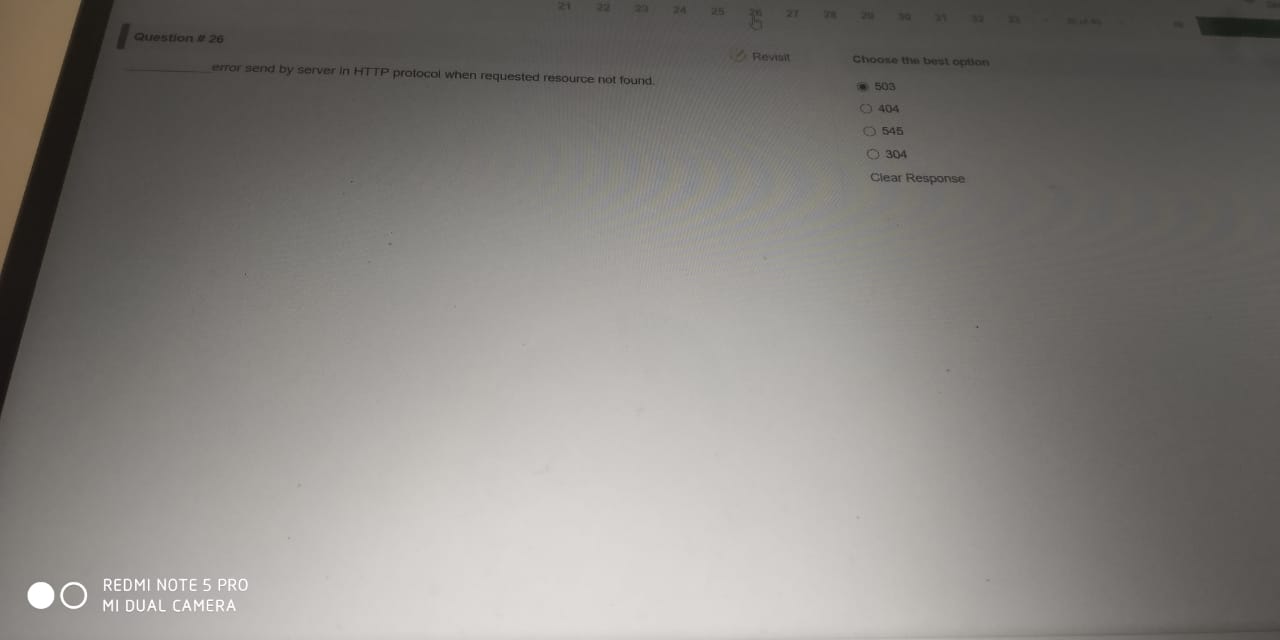 21 22 23 24 25 26 27 28 29 30 31 32 33
Question # 26
Revisit
____________error send by server in HTTP protocol when requested resource not found.
Choose the best option
503
404
545
304
Clear Response
REDMI NOTE 5 PRO
MI DUAL CAMERA